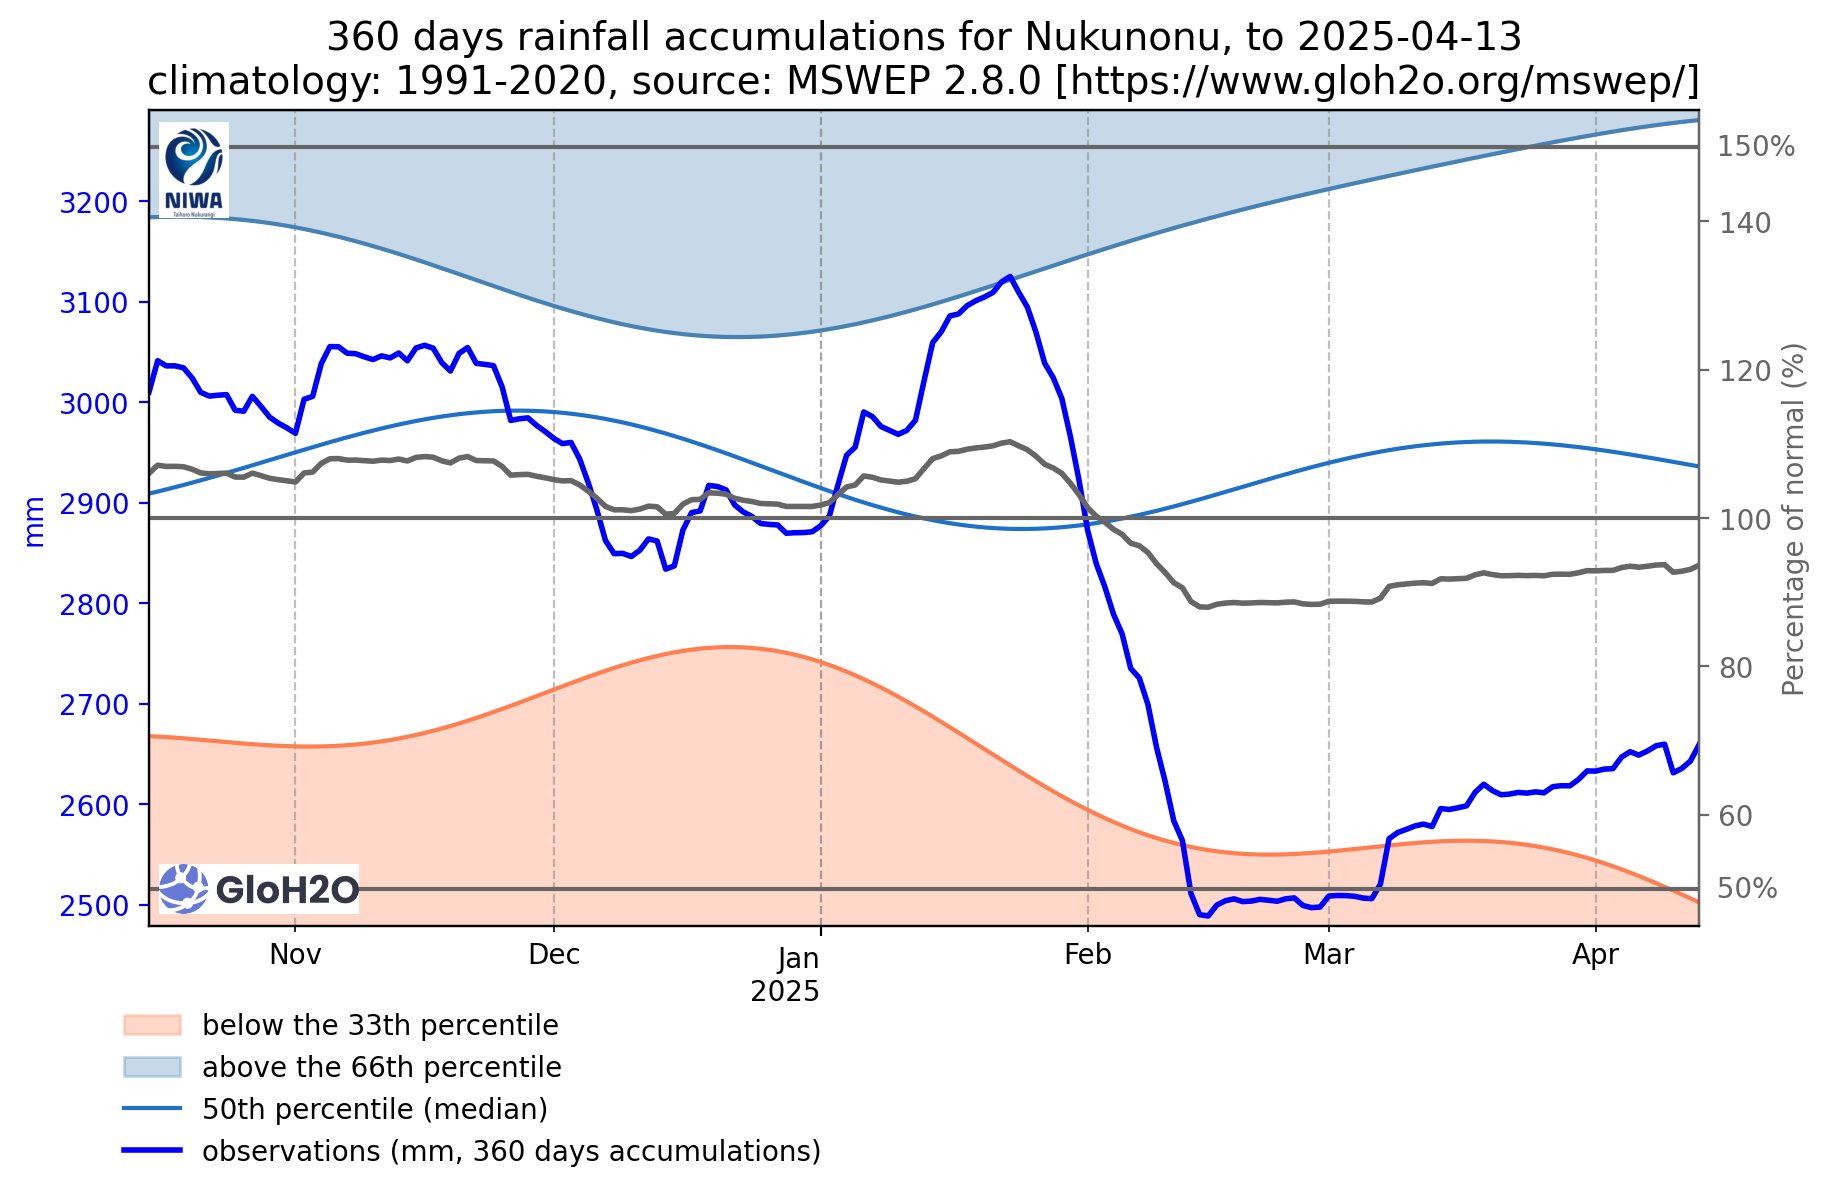 360 days rainfall accumulations for Nukunonu, to 2025-04-13
climatology: 1991-2020, source: MSWEP 2.8.0 [https://www.gloh2o.org/mswep/]
NIWA
Taihoro Nukurangi
3200
3100
3000
2900
2800
2700
2600
2500
mm
150%
140
120
100
80
60
50%
Percentage of normal (%)
GloH2O
Nov
Dec
Jan
2025
Feb
Mar
Apr
below the 33th percentile
above the 66th percentile
50th percentile (median)
observations (mm, 360 days accumulations)